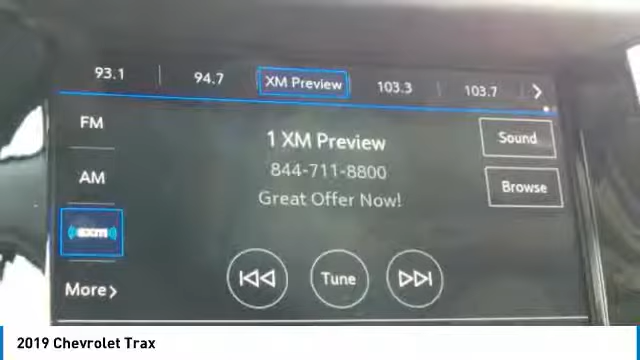 93.1 94.7 XM Preview 103.3 103.7
FM
1 XM Preview
Sound
844-711-8800
AM
Browse
Great Offer Now!
((sxm))
Tune
More
2019 Chevrolet Trax